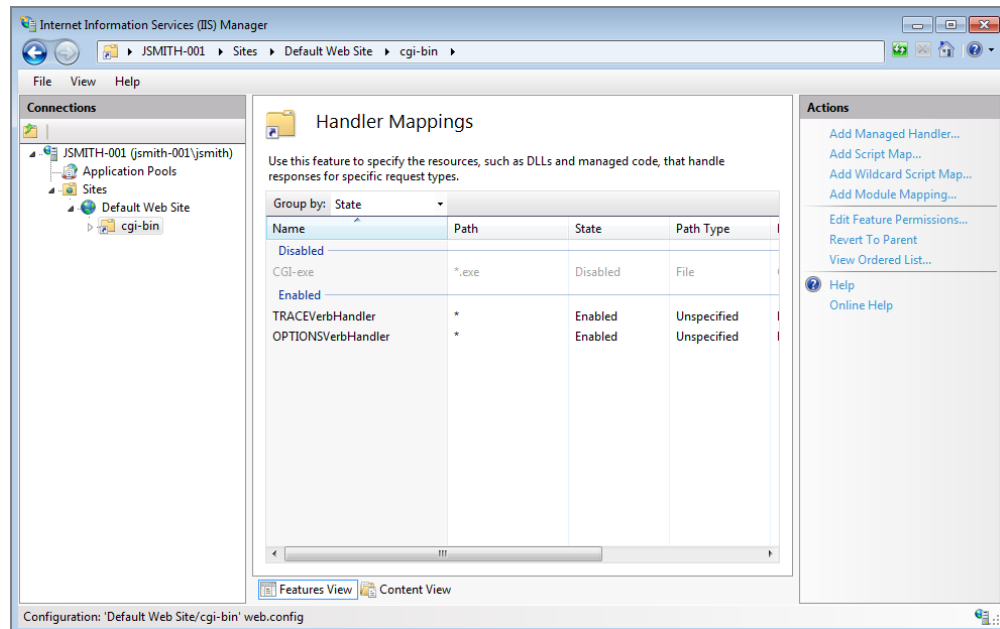 Internet Information Services (IIS) Manager
JSMITH-001 Sites Default Web Site cgi-bin
File View Help
Connections
JSMITH-001 (jsmith-001\jsmith)
Application Pools
Sites
Default Web Site
cgi-bin
Handler Mappings
Use this feature to specify the resources, such as DLLs and managed code, that handle
responses for specific request types.
Group by: State
Name Path State Path Type
Disabled
CGI-exe *.exe Disabled File
Enabled
TRACEVerbHandler * Enabled Unspecified
OPTIONSVerbHandler * Enabled Unspecified
Features View Content View
Actions
Add Managed Handler...
Add Script Map...
Add Wildcard Script Map...
Add Module Mapping...
Edit Feature Permissions...
Revert To Parent
View Ordered List...
Help
Online Help
Configuration: 'Default Web Site/cgi-bin' web.config